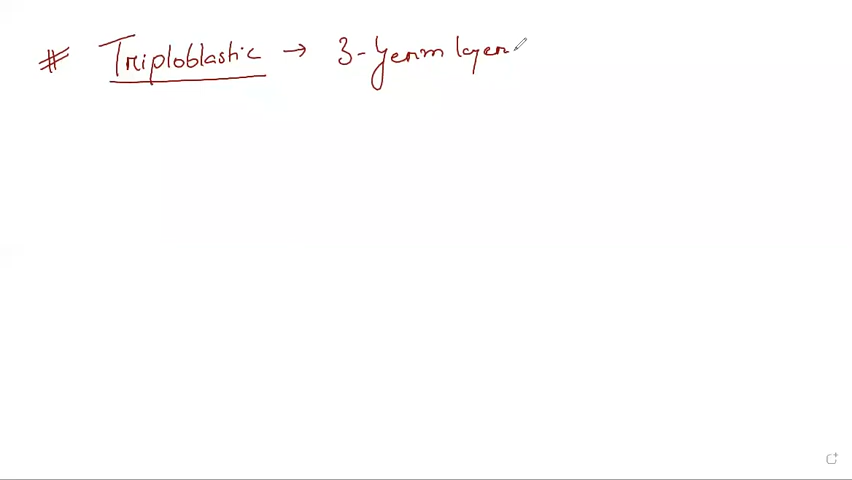 # Triploblastic → 3-Germ layer